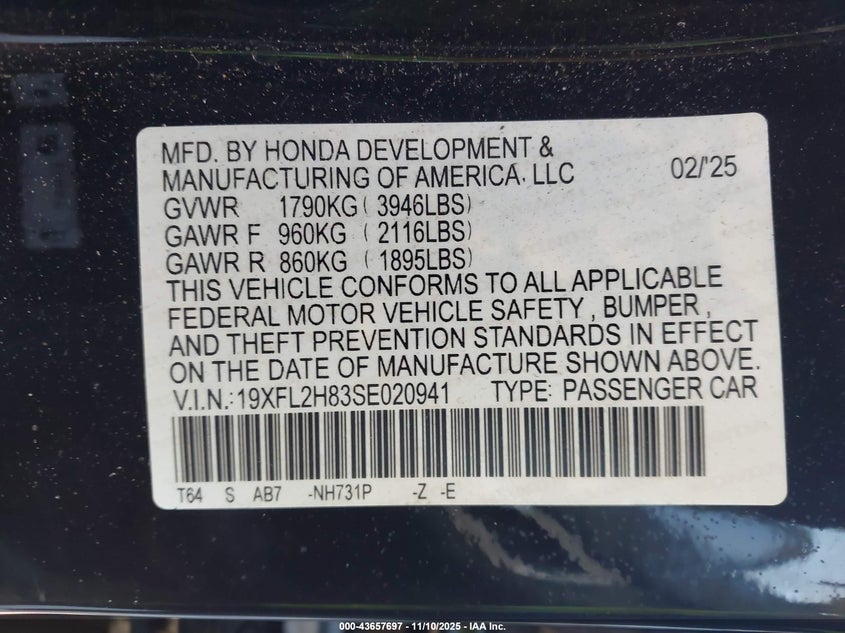 MFD. BY HONDA DEVELOPMENT &
MANUFACTURING OF AMERICA, LLC 02/'25
GVWR 1790KG ( 3946LBS)
GAWR F 960KG ( 2116LBS)
GAWR R 860KG ( 1895LBS)
THIS VEHICLE CONFORMS TO ALL APPLICABLE
FEDERAL MOTOR VEHICLE SAFETY , BUMPER ,
AND THEFT PREVENTION STANDARDS IN EFFECT
ON THE DATE OF MANUFACTURE SHOWN ABOVE.
V.I.N.:19XFL2H83SE020941 TYPE: PASSENGER CAR
T64 S AB7 -NH731P -Z -E
000-43657697 - 11/10/2025 - IAA Inc.